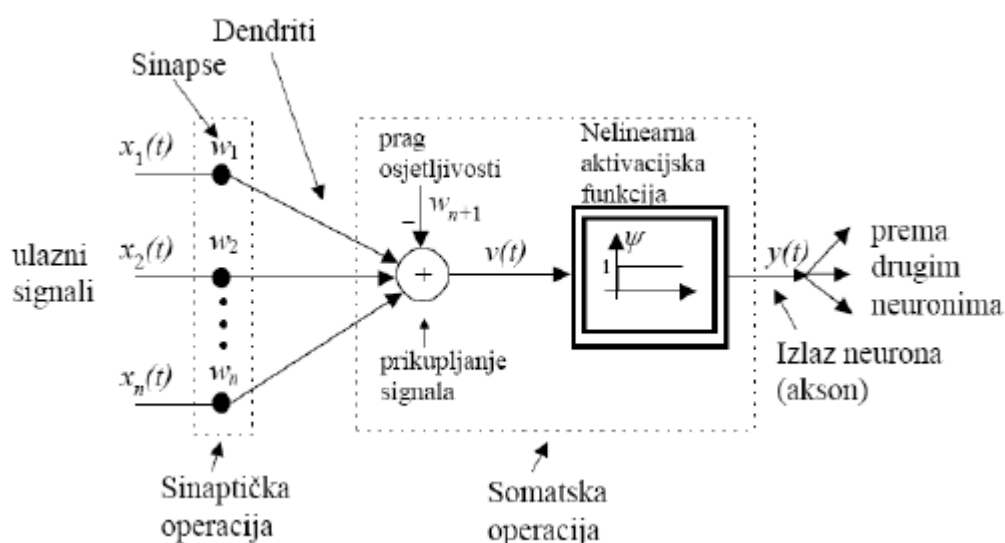 Dendriti
Sinapse
x₁(t)
w₁
prag
osjetljivosti
Nelinearna
aktivacijska
funkcija
− wₙ₊₁
ulazni
signali
x₂(t)
w₂
+
v(t)
ψ
1
y(t)
prema
drugim
neuronima
xₙ(t)
wₙ
prikupljanje
signala
Izlaz neurona
(akson)
Sinaptička
operacija
Somatska
operacija